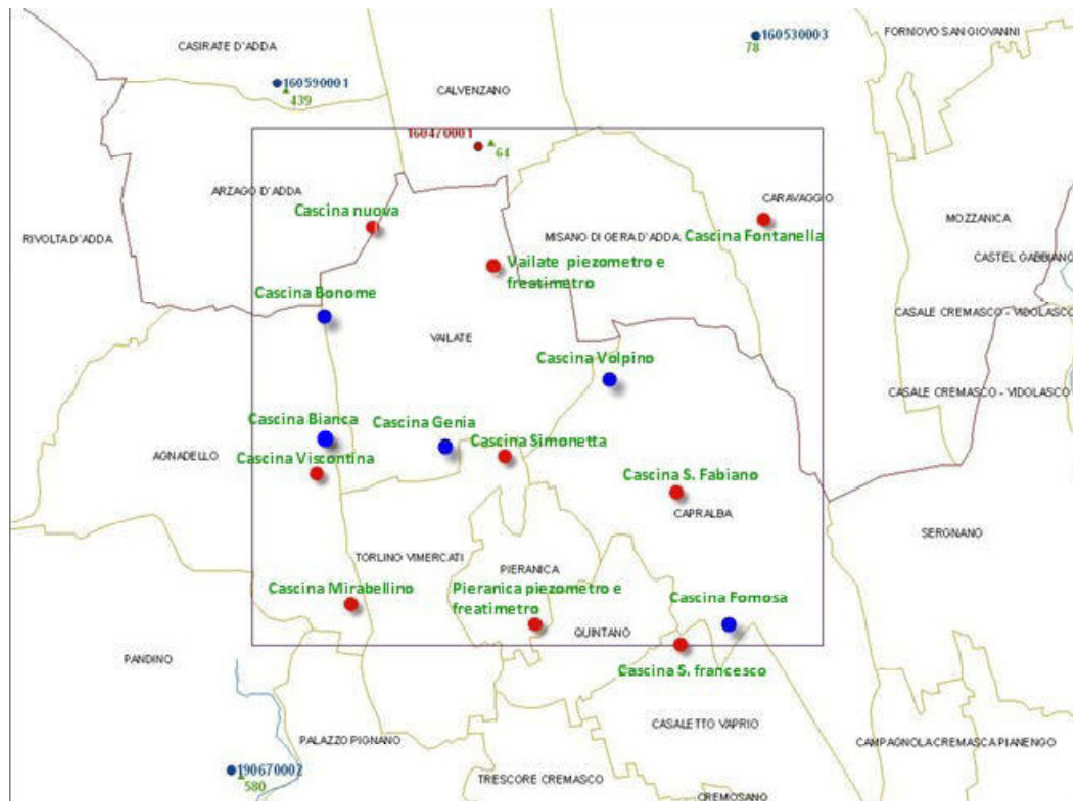 FORNOVO SAN GIOVANINI
160530003
78
CASIRATE D'ADDA
160590001
439
CALVENZANO
160470001
64
ARZAGO D'ADDA
CARAVAGGIO
Cascina nuova
MOZZANICA
RIVOLTA D'ADDA
MISANO DI GERA D'ADDA
Cascina Fontanella
CASTEL GABBIANO
Vailate piezometro e
freatimetro
Cascina Bonome
CASALE CREMASCO - VIDOLASCO
VAILATE
Cascina Volpino
CASALE CREMASCO - VIDOLASCO
Cascina Bianca
Cascina Genia
Cascina Simonetta
AGNADELLO
Cascina Viscontina
Cascina S. Fabiano
CAPRALBA
SERGNANO
TORLINO VIMERCATI
PIERANICA
Cascina Mirabellino
Pieranica piezometro e
freatimetro
Cascina Fornosa
QUINTANO
PANDINO
Cascina S. francesco
CASALETTO VAPRIO
PALAZZO PIGNANO
CAMPAGNOLA CREMASCA PIANENGO
190670002
580
TRESCORE CREMASCO
CREMOSANO